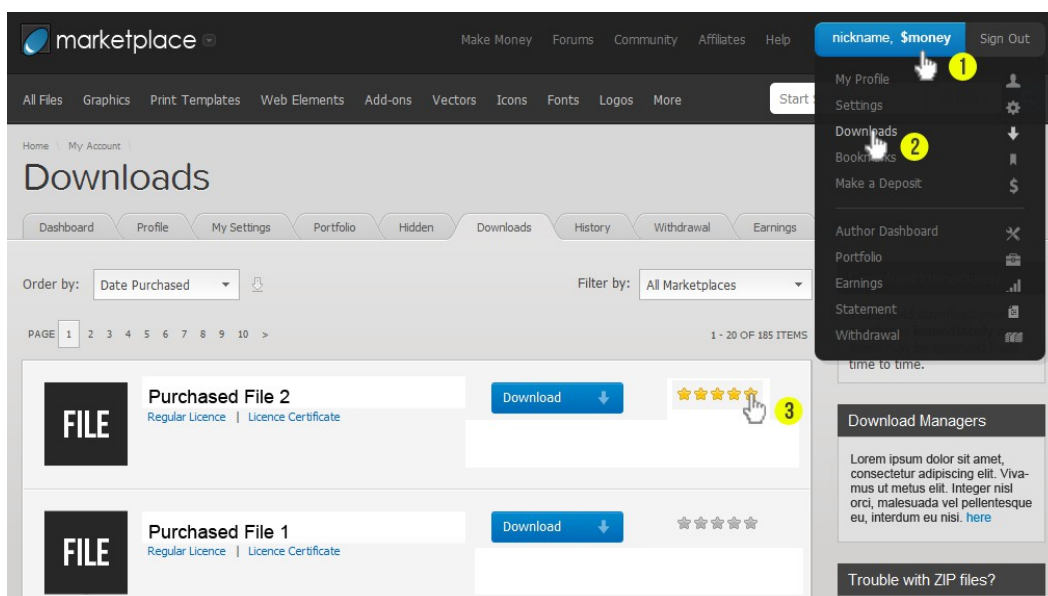 marketplace
Make Money Forums Community Affiliates Help
nickname, $money Sign Out
1
All Files Graphics Print Templates Web Elements Add-ons Vectors Icons Fonts Logos More
Start
My Profile
Settings
Downloads
2
Bookmarks
Make a Deposit
Author Dashboard
Portfolio
Earnings
Statement
Withdrawal
Home \ My Account \
Downloads
Dashboard Profile My Settings Portfolio Hidden Downloads History Withdrawal Earnings
Order by: Date Purchased
Filter by: All Marketplaces
PAGE 1 2 3 4 5 6 7 8 9 10 >
1 - 20 OF 185 ITEMS
time to time.
FILE
Purchased File 2
Regular Licence | Licence Certificate
Download
3
FILE
Purchased File 1
Regular Licence | Licence Certificate
Download
Download Managers
Lorem ipsum dolor sit amet,
consectetur adipiscing elit. Viva-
mus ut metus elit. Integer nisl
orci, malesuada vel pellentesque
eu, interdum eu nisi. here
Trouble with ZIP files?